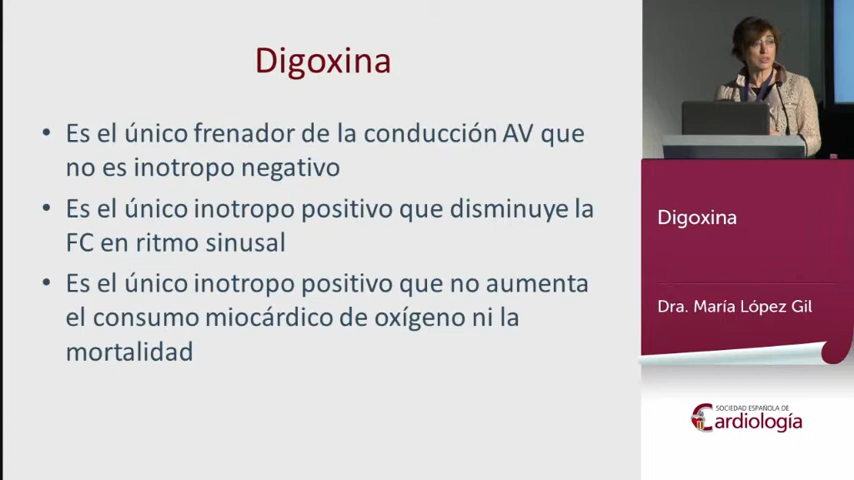 Digoxina
• Es el único frenador de la conducción AV que
no es inotropo negativo
• Es el único inotropo positivo que disminuye la
FC en ritmo sinusal
• Es el único inotropo positivo que no aumenta
el consumo miocárdico de oxígeno ni la
mortalidad
Digoxina
Dra. María López Gil
SOCIEDAD ESPAÑOLA DE
Cardiología